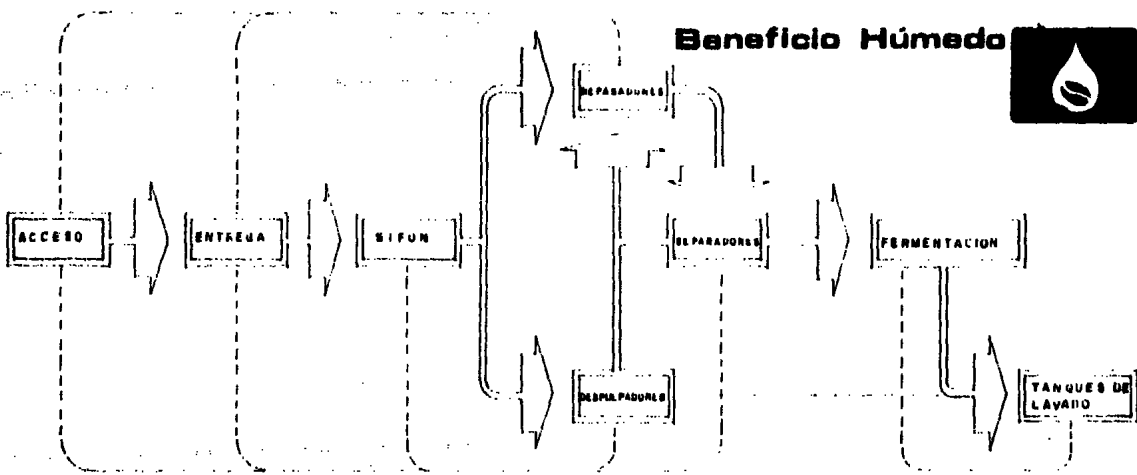 Beneficio Húmedo
SEPARADORES
ACCESO
ENTREGA
SIFON
SEPARADORES
FERMENTACION
DESPULPADORES
TANQUES DE
LAVADO